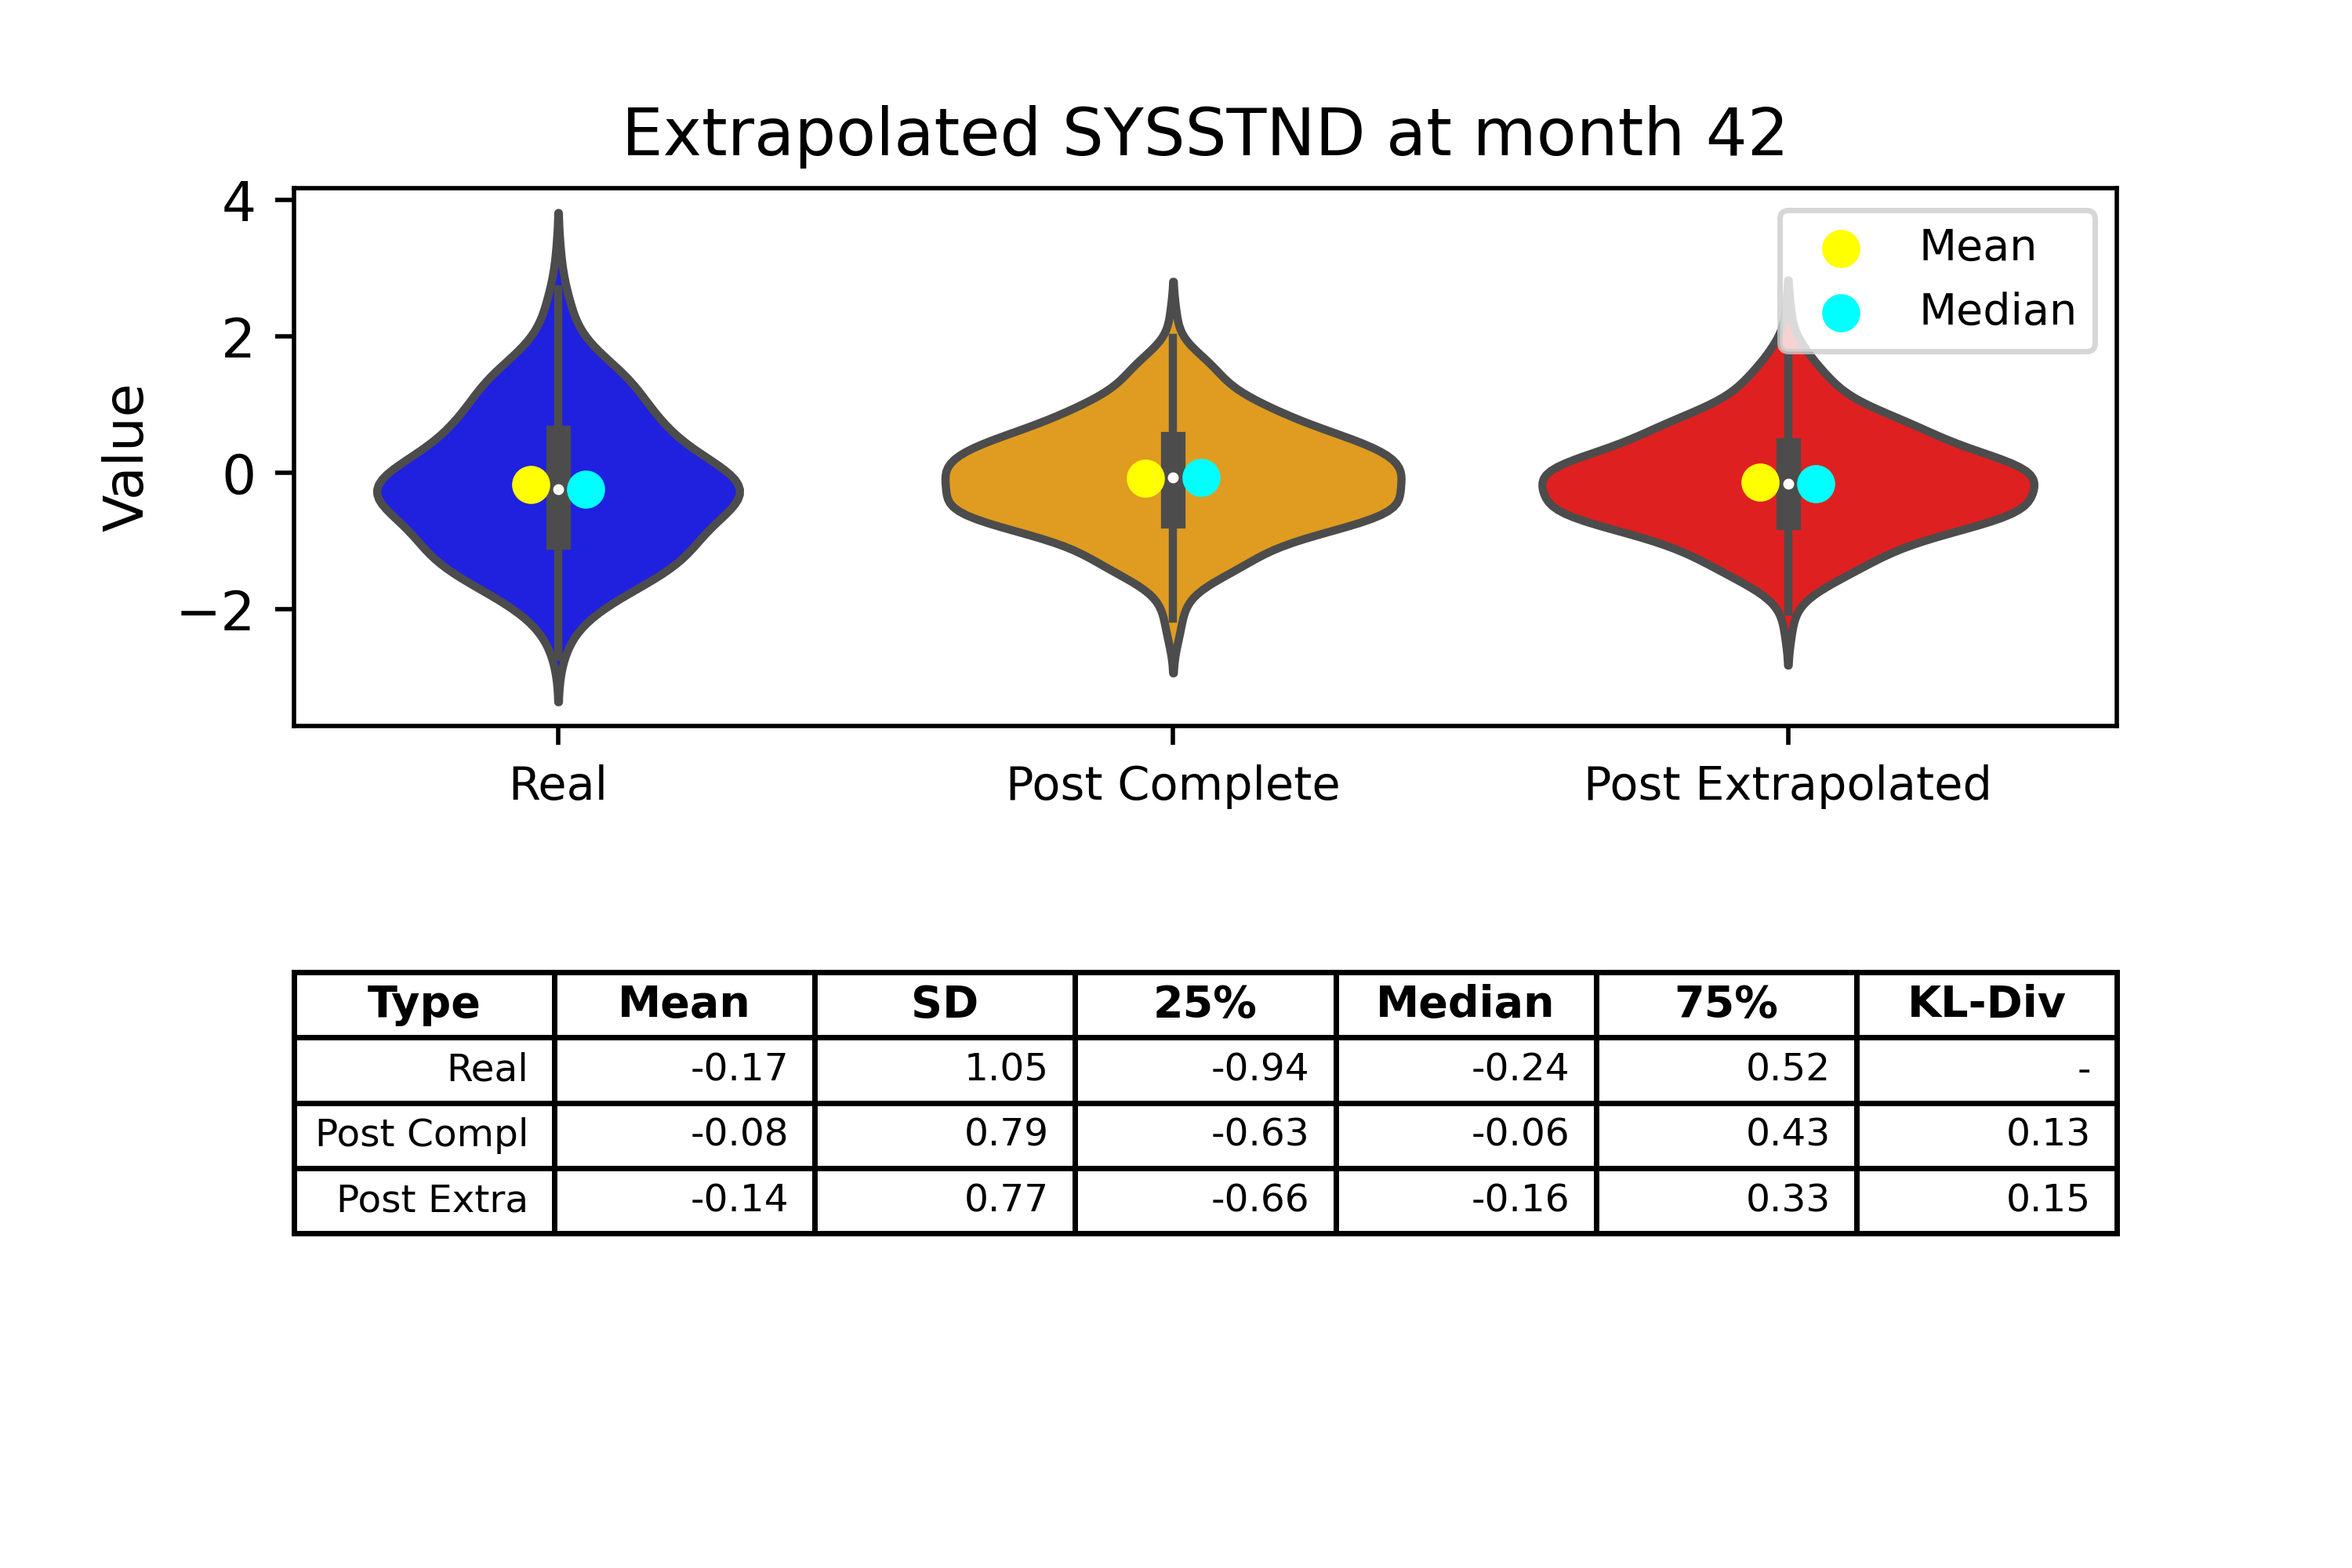 Extrapolated SYSSTND at month 42
4
2
0
−2
Value
Mean
Median
Real Post Complete Post Extrapolated
Type Mean SD 25% Median 75% KL-Div
Real -0.17 1.05 -0.94 -0.24 0.52 -
Post Compl -0.08 0.79 -0.63 -0.06 0.43 0.13
Post Extra -0.14 0.77 -0.66 -0.16 0.33 0.15